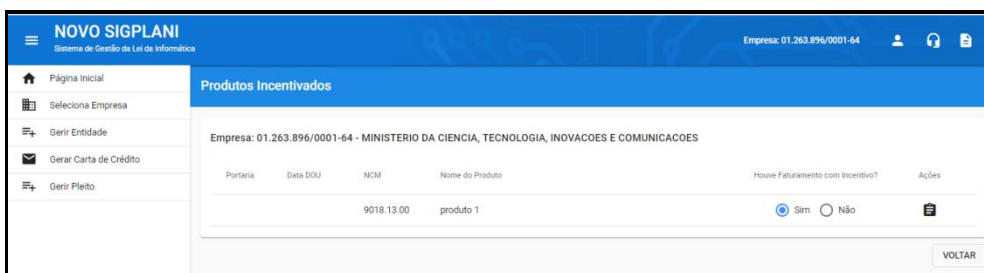 NOVO SIGPLANI
Sistema de Gestão da Lei da Informática
Empresa: 01.263.896/0001-64
Página Inicial
Seleciona Empresa
Gerir Entidade
Gerar Carta de Crédito
Gerir Pleito
Produtos Incentivados
Empresa: 01.263.896/0001-64 - MINISTERIO DA CIENCIA, TECNOLOGIA, INOVACOES E COMUNICACOES
Portaria Data DOU NCM Nome do Produto Houve Faturamento com Incentivo? Ações
9018.13.00 produto 1 Sim Não
VOLTAR